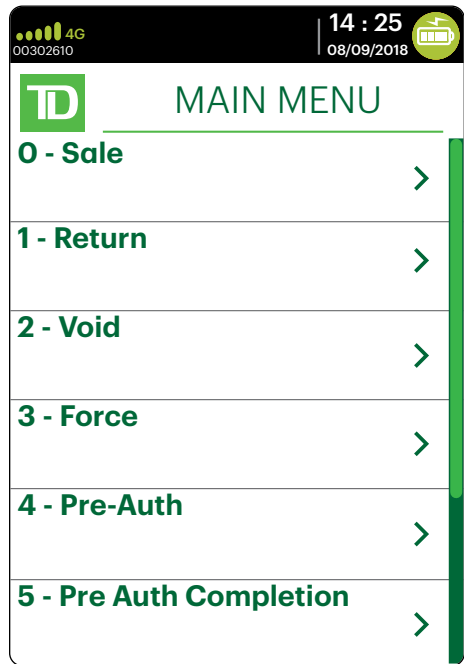 4G
14 : 25
00302610
08/09/2018
TD
MAIN MENU
0 - Sale
1 - Return
2 - Void
3 - Force
4 - Pre-Auth
5 - Pre Auth Completion